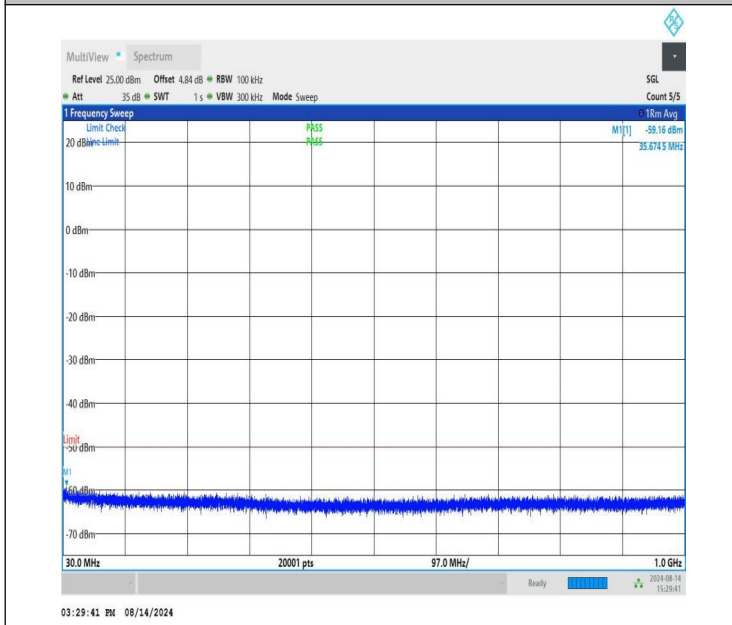 R S
MultiView Spectrum
Ref Level 25.00 dBm Offset 4.84 dB RBW 100 kHz SGL
Att 35 dB SWT 1 s VBW 300 kHz Mode Sweep Count 5/5
1 Frequency Sweep 1Rm Avg
Limit Check PASS M1[1] -59.16 dBm
Line Limit PASS 35.674 5 MHz
20 dBm
10 dBm
0 dBm
-10 dBm
-20 dBm
-30 dBm
-40 dBm
Limit
-50 dBm
M1
-60 dBm
-70 dBm
30.0 MHz 20001 pts 97.0 MHz/ 1.0 GHz
Ready 2024-08-14
15:29:41
03:29:41 PM 08/14/2024